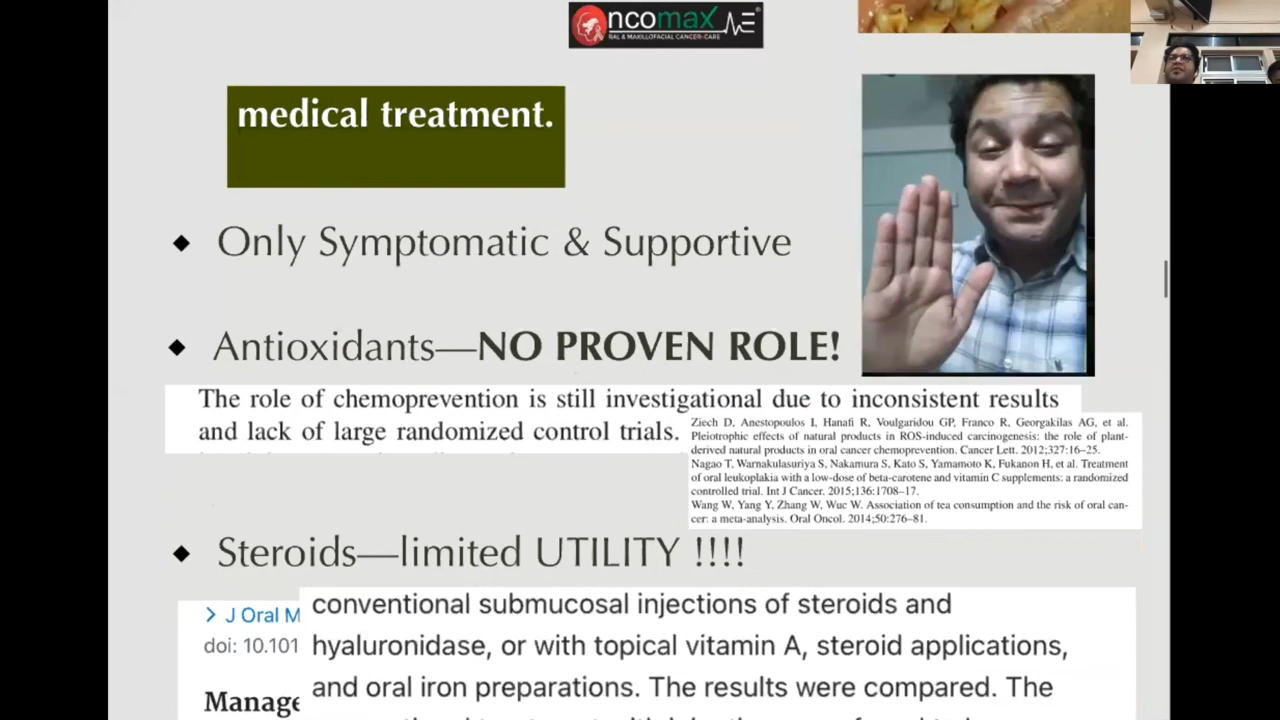 ncomax
RAL & MAXILLOFACIAL CANCER-CARE
medical treatment.
Only Symptomatic & Supportive
Antioxidants—NO PROVEN ROLE!
The role of chemoprevention is still investigational due to inconsistent results
and lack of large randomized control trials.
Ziech D, Anestopoulos I, Hanafi R, Voulgaridou GP, Franco R, Georgakilas AG, et al.
Pleiotrophic effects of natural products in ROS-induced carcinogenesis: the role of plant-
derived natural products in oral cancer chemoprevention. Cancer Lett. 2012;327:16–25.
Nagao T, Warnakulasuriya S, Nakamura S, Kato S, Yamamoto K, Fukanon H, et al. Treatment
of oral leukoplakia with a low-dose of beta-carotene and vitamin C supplements: a randomized
controlled trial. Int J Cancer. 2015;136:1708–17.
Wang W, Yang Y, Zhang W, Wuc W. Association of tea consumption and the risk of oral can-
cer: a meta-analysis. Oral Oncol. 2014;50:276–81.
Steroids—limited UTILITY !!!!
J Oral M
doi: 10.101
Manage
conventional submucosal injections of steroids and
hyaluronidase, or with topical vitamin A, steroid applications,
and oral iron preparations. The results were compared. The